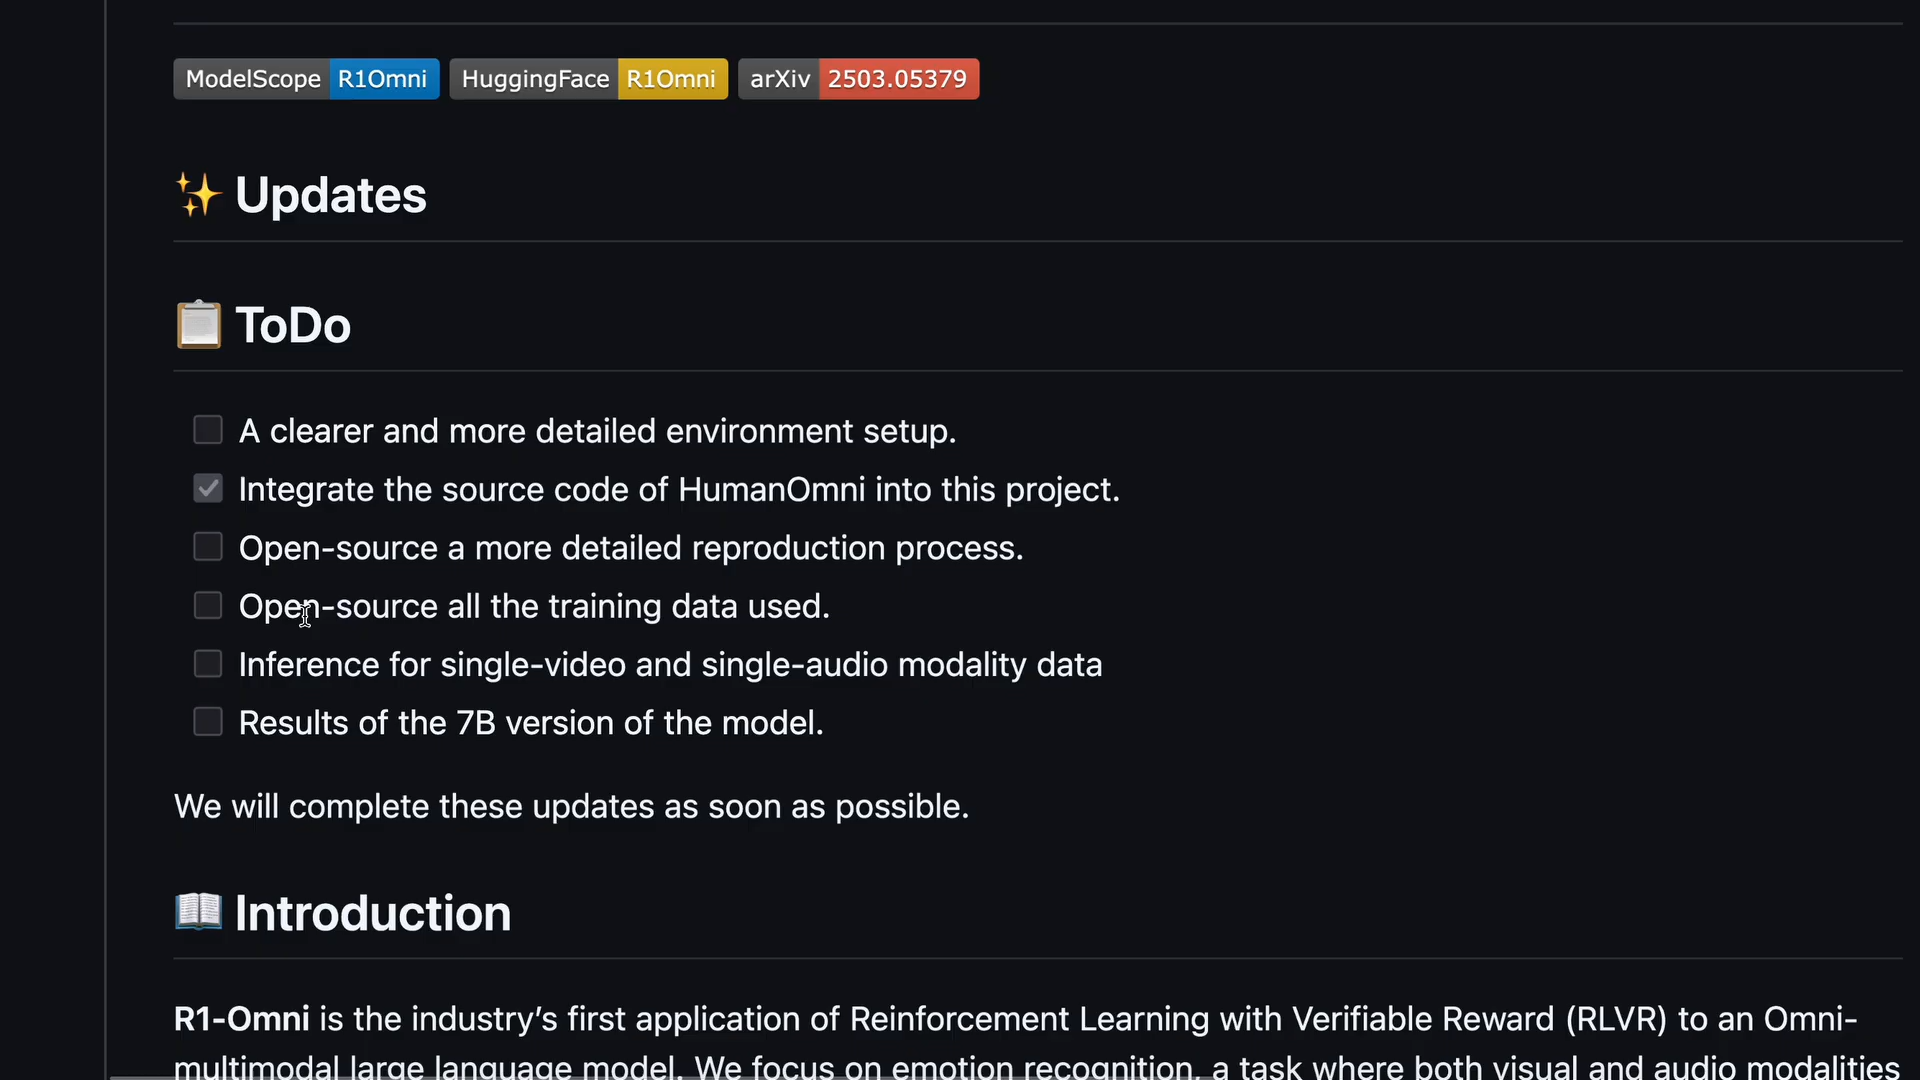 ModelScope R1Omni HuggingFace R1Omni arXiv 2503.05379
✨ Updates
📋 ToDo
A clearer and more detailed environment setup.
Integrate the source code of HumanOmni into this project.
Open-source a more detailed reproduction process.
Open-source all the training data used.
Inference for single-video and single-audio modality data
Results of the 7B version of the model.
We will complete these updates as soon as possible.
📖 Introduction
R1-Omni is the industry’s first application of Reinforcement Learning with Verifiable Reward (RLVR) to an Omni-
multimodal large language model. We focus on emotion recognition, a task where both visual and audio modalities